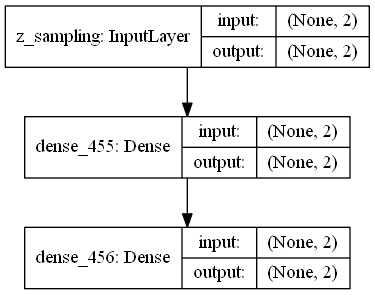 z_sampling: InputLayer
input: (None, 2)
output: (None, 2)
dense_455: Dense
input: (None, 2)
output: (None, 2)
dense_456: Dense
input: (None, 2)
output: (None, 2)